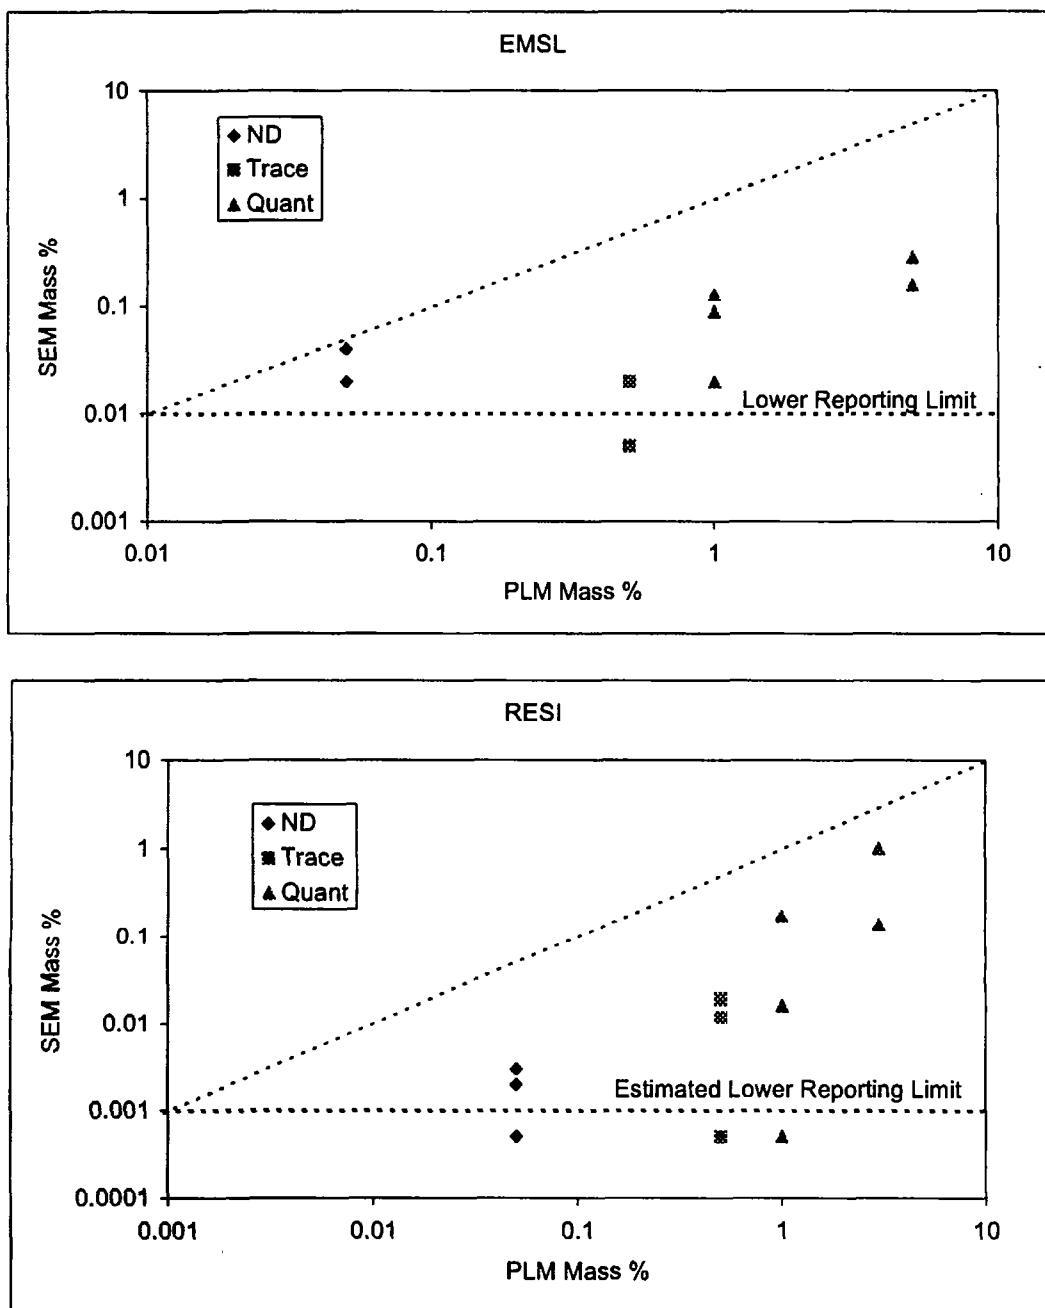 EMSL
10
1
0.1
0.01
0.001
SEM Mass %
ND
Trace
Quant
Lower Reporting Limit
0.01 0.1 1 10
PLM Mass %
RESI
10
1
0.1
0.01
0.001
0.0001
SEM Mass %
ND
Trace
Quant
Estimated Lower Reporting Limit
0.001 0.01 0.1 1 10
PLM Mass %